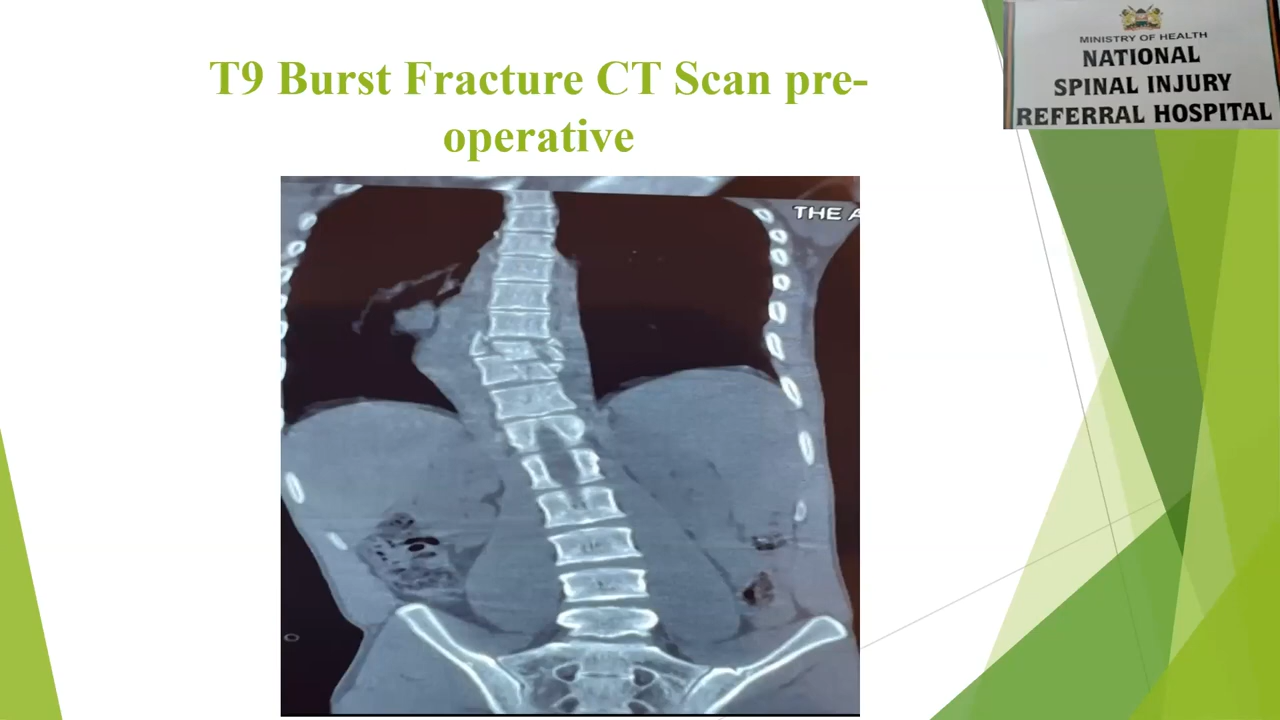 T9 Burst Fracture CT Scan pre-
operative
MINISTRY OF HEALTH
NATIONAL
SPINAL INJURY
REFERRAL HOSPITAL
THE A